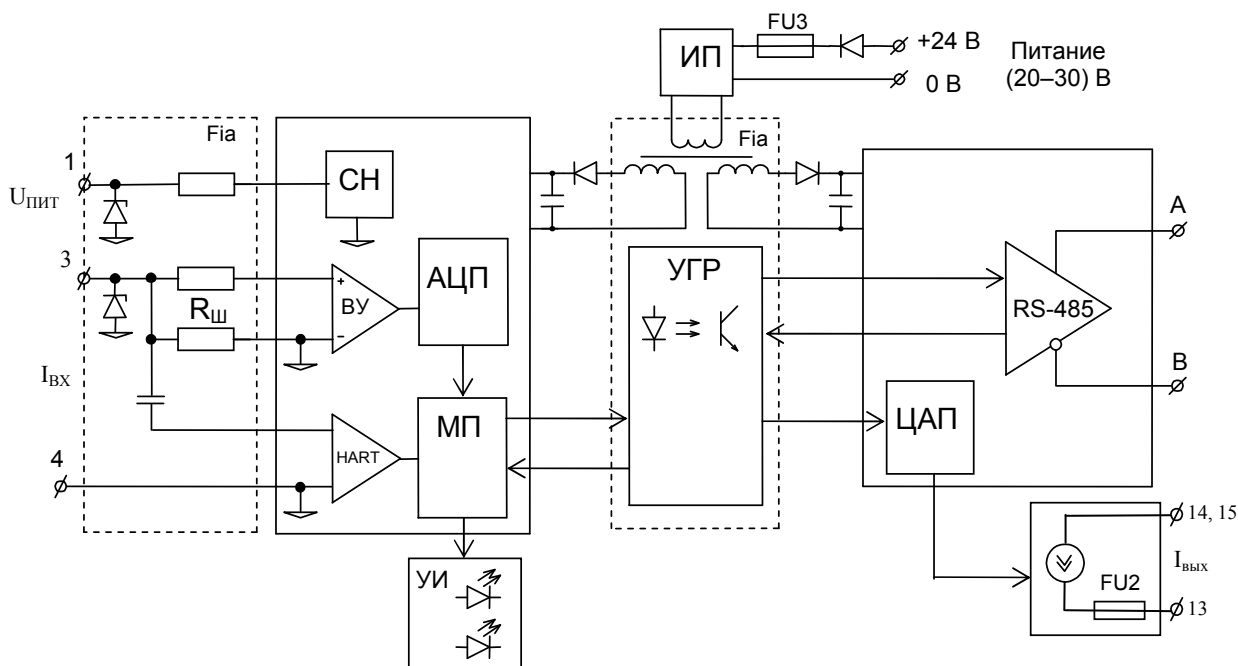 FU3
+24 В
Питание
ИП
0 В
(20–30) В
Fia
Fia
1
UПИТ
СН
A
3
АЦП
УГР
+
ВУ
–
RШ
RS-485
IВХ
B
МП
ЦАП
HART
4
14, 15
УИ
Iвых
FU2
13